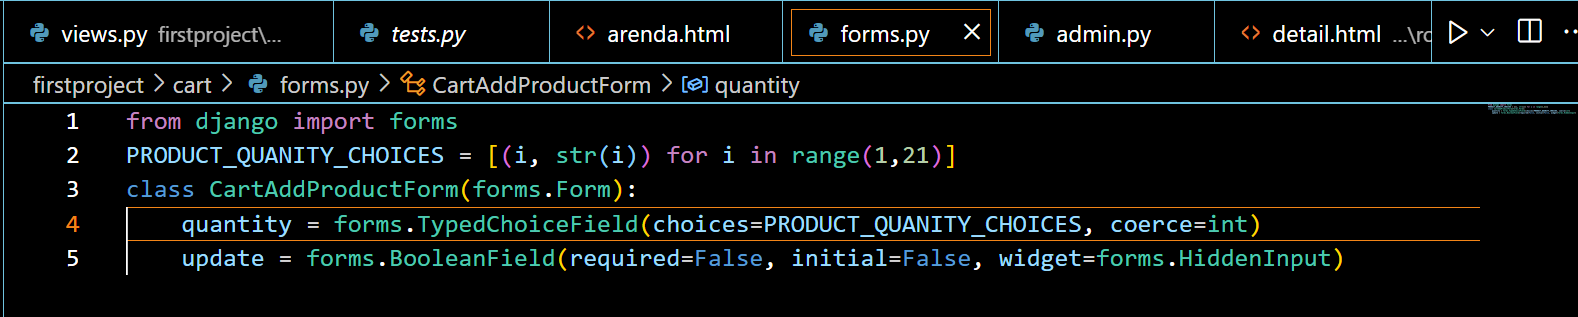 views.py firstproject\... tests.py arenda.html forms.py admin.py detail.html ...\ro
firstproject > cart > forms.py > CartAddProductForm > quantity
1 from django import forms
2 PRODUCT_QUANITY_CHOICES = [(i, str(i)) for i in range(1,21)]
3 class CartAddProductForm(forms.Form):
4 quantity = forms.TypedChoiceField(choices=PRODUCT_QUANITY_CHOICES, coerce=int)
5 update = forms.BooleanField(required=False, initial=False, widget=forms.HiddenInput)